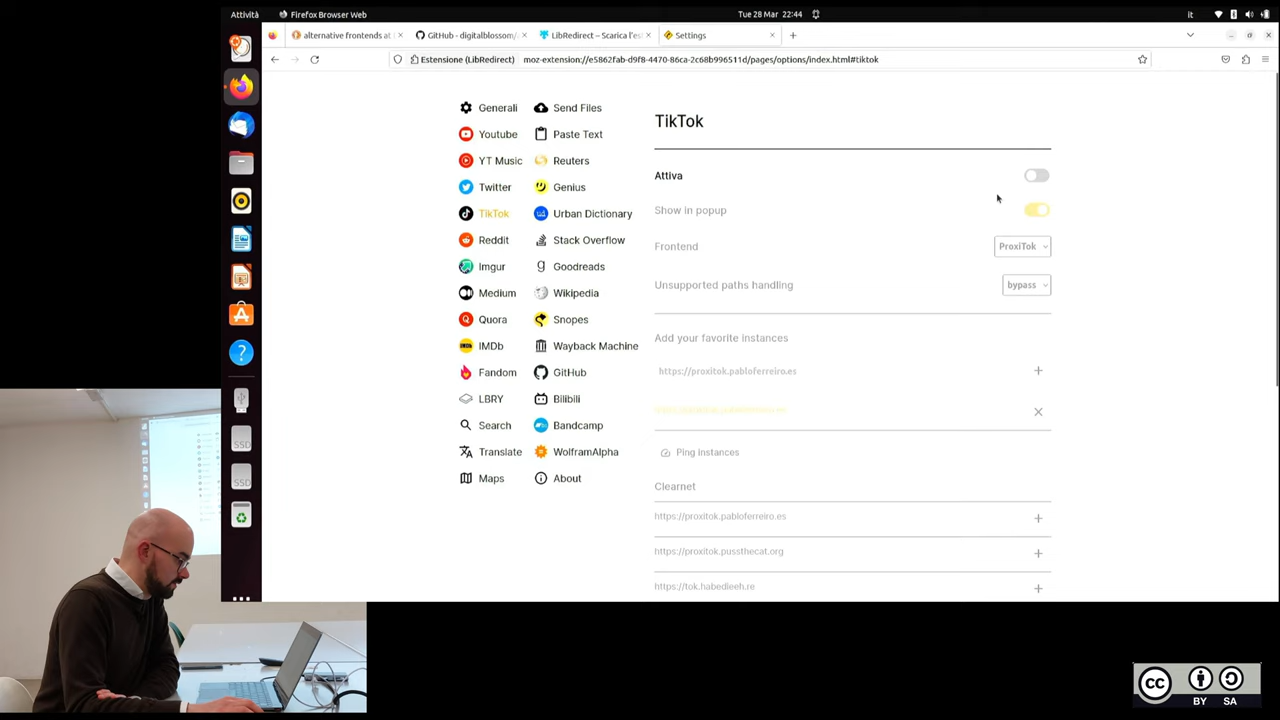 Attività
Firefox Browser Web
Tue 28 Mar 22:44
it
alternative frontends at
GitHub - digitalblossom/
LibRedirect – Scarica l'es
Settings
Estensione (LibRedirect)
moz-extension://e5862fab-d9f8-4470-86ca-2c68b996511d/pages/options/index.html#tiktok
Generali
Send Files
Youtube
Paste Text
YT Music
Reuters
Twitter
Genius
TikTok
Urban Dictionary
Reddit
Stack Overflow
Imgur
Goodreads
Medium
Wikipedia
Quora
Snopes
IMDb
Wayback Machine
Fandom
GitHub
LBRY
Bilibili
Search
Bandcamp
Translate
WolframAlpha
Maps
About
TikTok
Attiva
Show in popup
Frontend
ProxiTok
Unsupported paths handling
bypass
Add your favorite instances
https://proxitok.pabloferreiro.es
Ping instances
Clearnet
https://proxitok.pabloferreiro.es
https://proxitok.pussthecat.org
https://tok.habedieeh.re
SSD
SSD
CC BY SA